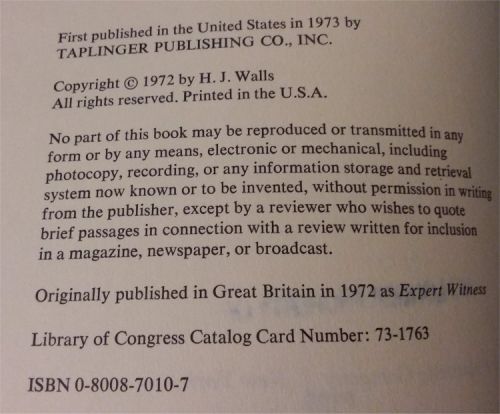 First published in the United States in 1973 by
TAPLINGER PUBLISHING CO., INC.
Copyright © 1972 by H. J. Walls
All rights reserved. Printed in the U.S.A.
No part of this book may be reproduced or transmitted in any
form or by any means, electronic or mechanical, including
photocopy, recording, or any information storage and retrieval
system now known or to be invented, without permission in writing
from the publisher, except by a reviewer who wishes to quote
brief passages in connection with a review written for inclusion
in a magazine, newspaper, or broadcast.
Originally published in Great Britain in 1972 as Expert Witness
Library of Congress Catalog Card Number: 73-1763
ISBN 0-8008-7010-7